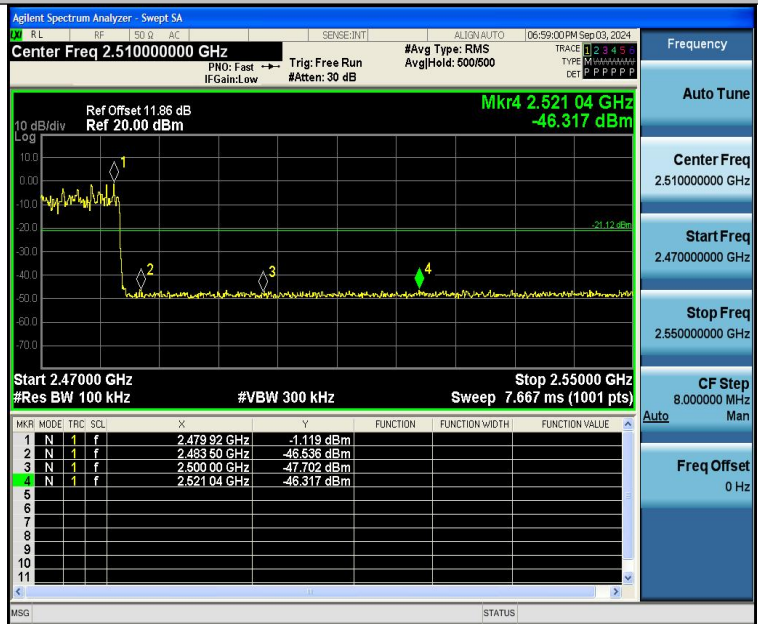 Agilent Spectrum Analyzer - Swept SA
LXI RL RF 50 Ω AC SENSE:INT ALIGN AUTO 06:59:00 PM Sep 03, 2024
Center Freq 2.510000000 GHz #Avg Type: RMS TRACE 1 2 3 4 5 6
PNO: Fast Trig: Free Run Avg|Hold: 500/500 TYPE M
IFGain:Low #Atten: 30 dB DET P P P P P P
Mkr4 2.521 04 GHz
Ref Offset 11.86 dB
10 dB/div Ref 20.00 dBm -46.317 dBm
Log
10.0
0.00
-10.0
-20.0
-30.0
-40.0
-50.0
-60.0
-70.0
1
2
3
4
-21.12 dBm
Start 2.47000 GHz Stop 2.55000 GHz
#Res BW 100 kHz #VBW 300 kHz Sweep 7.667 ms (1001 pts)
MKR MODE TRC SCL X Y FUNCTION FUNCTION WIDTH FUNCTION VALUE
1 N 1 f 2.479 92 GHz -1.119 dBm
2 N 1 f 2.483 50 GHz -46.536 dBm
3 N 1 f 2.500 00 GHz -47.702 dBm
4 N 1 f 2.521 04 GHz -46.317 dBm
5
6
7
8
9
10
11
MSG STATUS
Frequency
Auto Tune
Center Freq
2.510000000 GHz
Start Freq
2.470000000 GHz
Stop Freq
2.550000000 GHz
CF Step
8.000000 MHz
Auto Man
Freq Offset
0 Hz